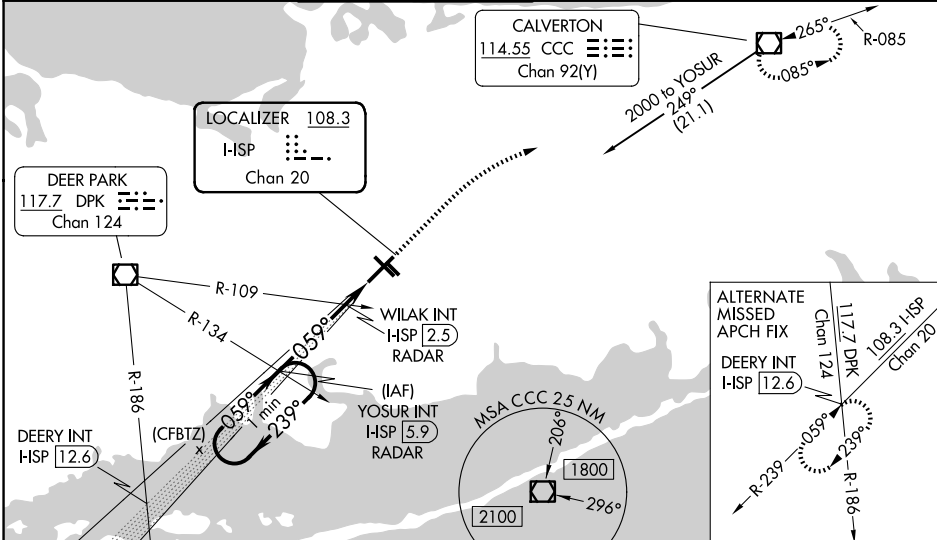 CALVERTON
114.55 CCC
Chan 92(Y)
265°
R-085
085°
2000 to YOSUR
249°
(21.1)
LOCALIZER 108.3
I-ISP
Chan 20
DEER PARK
117.7 DPK
Chan 124
R-109
R-134
R-186
059°
WILAK INT
I-ISP 2.5
RADAR
(IAF)
YOSUR INT
I-ISP 5.9
RADAR
059°
1 min
239°
(CFBTZ)
x
DEERY INT
I-ISP 12.6
MSA CCC 25 NM
206°
1800
296°
2100
ALTERNATE
MISSED
APCH FIX
DEERY INT
I-ISP 12.6
117.7 DPK
Chan 124
108.3 I-ISP
Chan 20
059°
239°
R-239
R-186